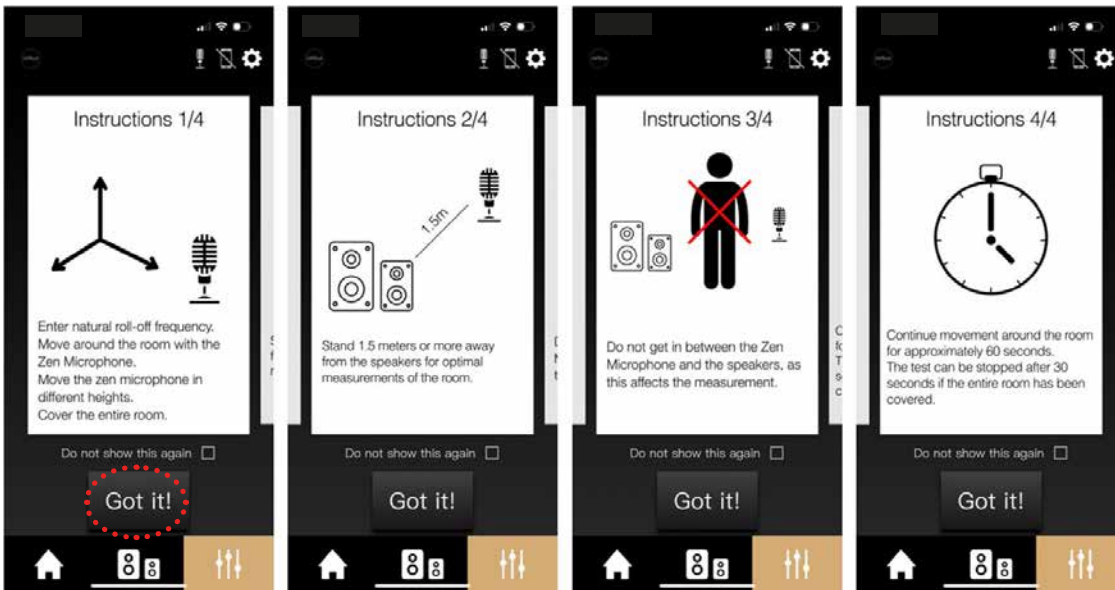 Instructions 1/4
Enter natural roll-off frequency.
Move around the room with the
Zen Microphone.
Move the zen microphone in
different heights.
Cover the entire room.
Do not show this again
Got it!
Instructions 2/4
1.5m
Stand 1.5 meters or more away
from the speakers for optimal
measurements of the room.
Do not show this again
Got it!
Instructions 3/4
Do not get in between the Zen
Microphone and the speakers, as
this affects the measurement.
Do not show this again
Got it!
Instructions 4/4
Continue movement around the room
for approximately 60 seconds.
The test can be stopped after 30
seconds if the entire room has been
covered.
Do not show this again
Got it!